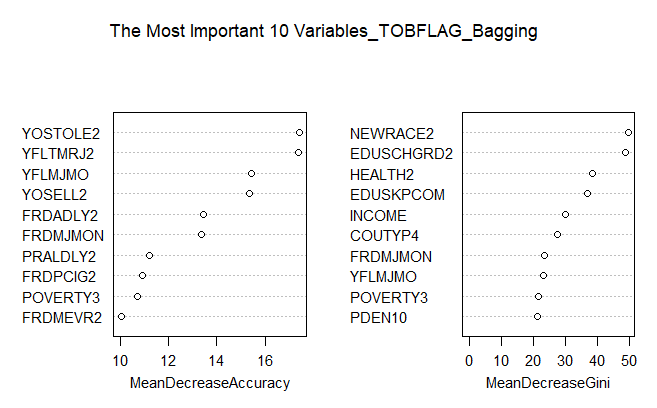 The Most Important 10 Variables_TOBFLAG_Bagging
YOSTOLE2
YFLTMRJ2
YFLMJMO
YOSELL2
FRDADLY2
FRDMJMON
PRALDLY2
FRDPCIG2
POVERTY3
FRDMEVR2
10 12 14 16
MeanDecreaseAccuracy
NEWRACE2
EDUSCHGRD2
HEALTH2
EDUSKPCOM
INCOME
COUTYP4
FRDMJMON
YFLMJMO
POVERTY3
PDEN10
0 10 20 30 40 50
MeanDecreaseGini